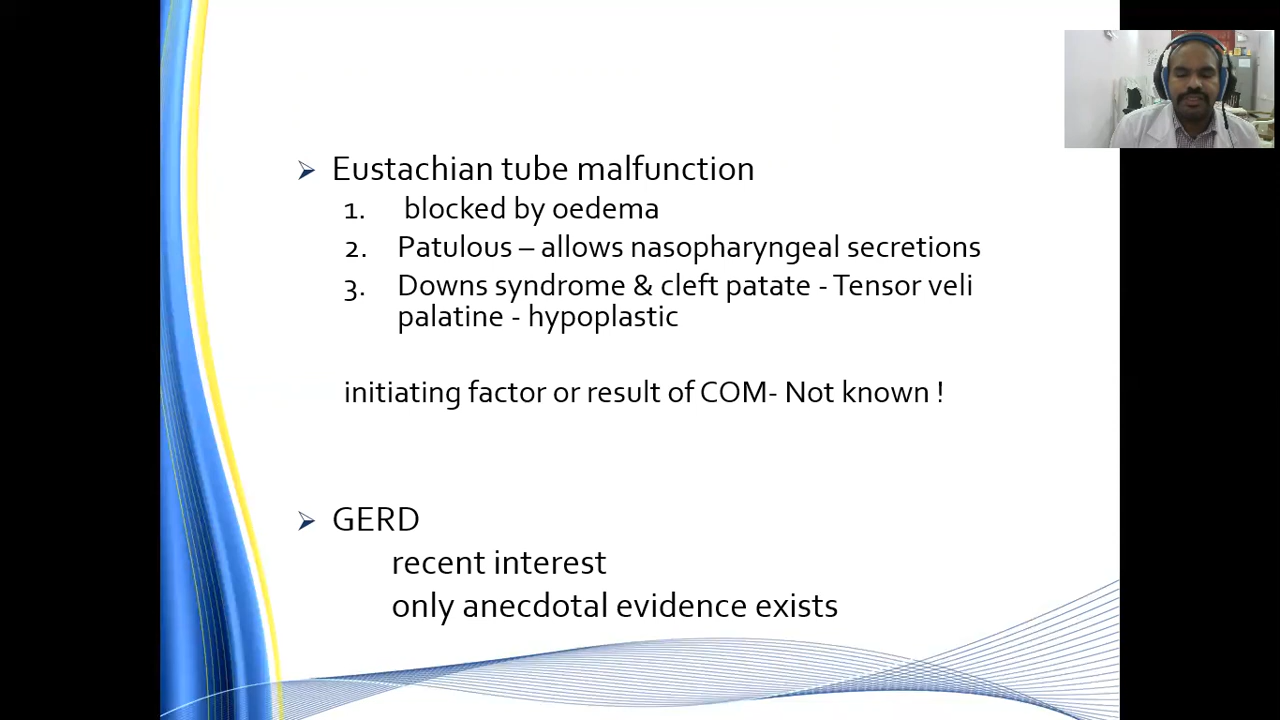 Eustachian tube malfunction
1. blocked by oedema
2. Patulous – allows nasopharyngeal secretions
3. Downs syndrome & cleft patate - Tensor veli
palatine - hypoplastic
initiating factor or result of COM- Not known !
GERD
recent interest
only anecdotal evidence exists